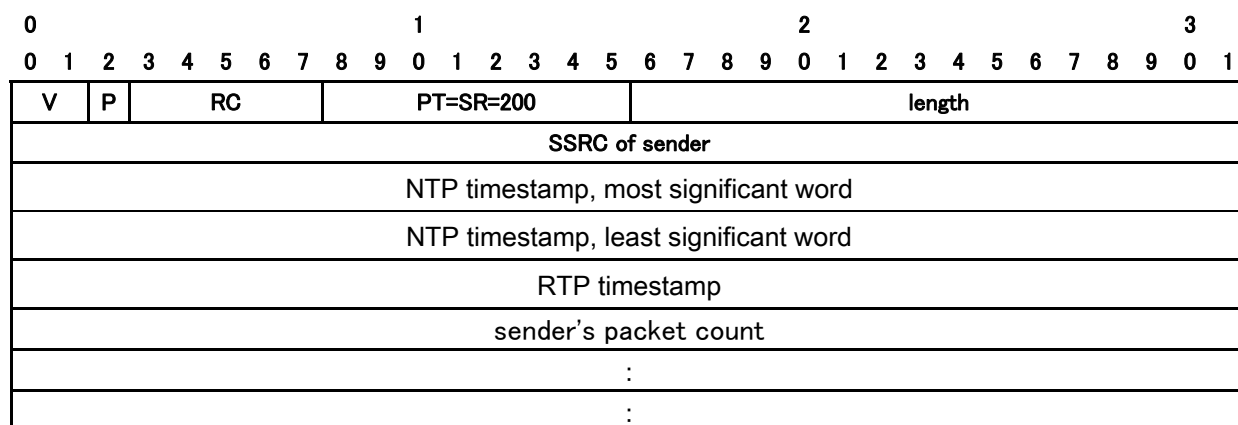 0 1 2 3
0 1 2 3 4 5 6 7 8 9 0 1 2 3 4 5 6 7 8 9 0 1 2 3 4 5 6 7 8 9 0 1
V P RC PT=SR=200 length
SSRC of sender
NTP timestamp, most significant word
NTP timestamp, least significant word
RTP timestamp
sender's packet count
:
: